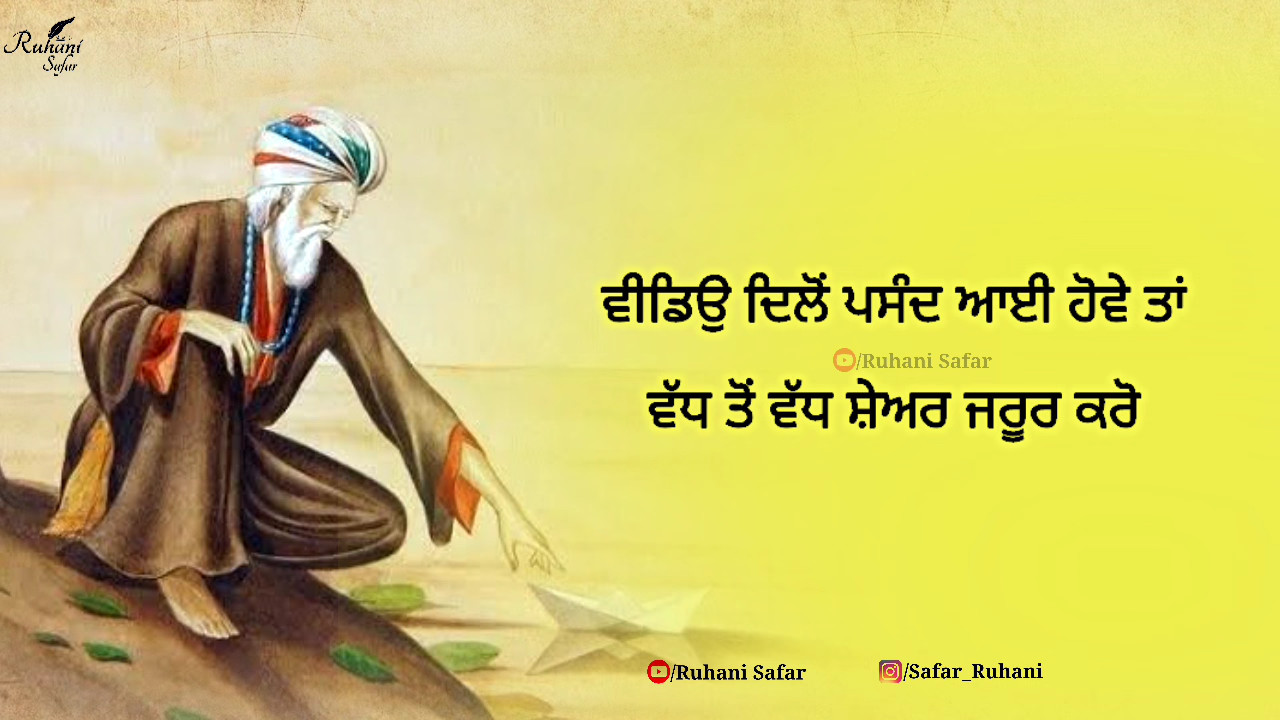 Ruhani
Safar
ਵੀਡਿਉ ਦਿਲੋਂ ਪਸੰਦ ਆਈ ਹੋਵੇ ਤਾਂ
/Ruhani Safar
ਵੱਧ ਤੋਂ ਵੱਧ ਸ਼ੇਅਰ ਜਰੂਰ ਕਰੋ
/Ruhani Safar /Safar_Ruhani